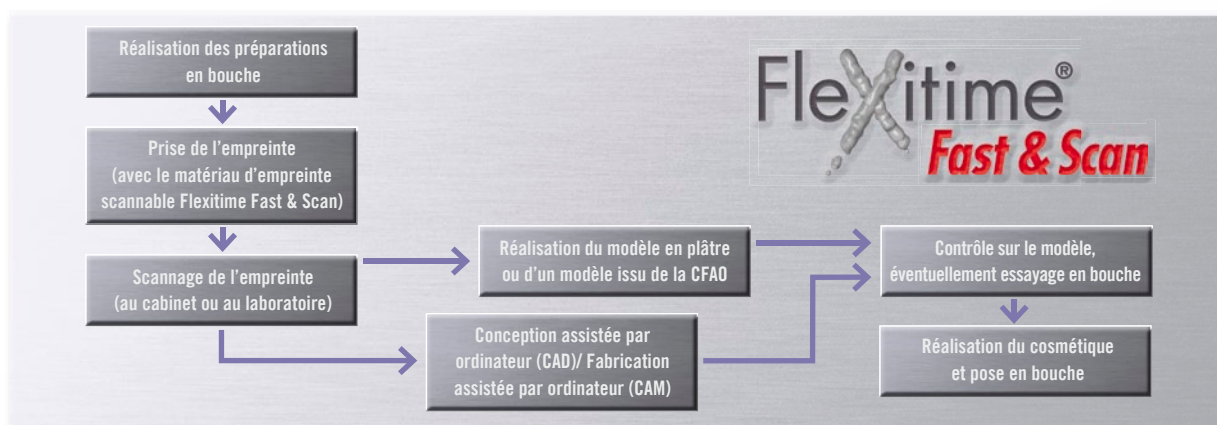 Réalisation des préparations
en bouche
Prise de l'empreinte
(avec le matériau d'empreinte
scannable Flexitime Fast & Scan)
Scannage de l'empreinte
(au cabinet ou au laboratoire)
Flexitime®
Fast & Scan
Réalisation du modèle en plâtre
ou d'un modèle issu de la CFAO
Conception assistée par
ordinateur (CAD)/ Fabrication
assistée par ordinateur (CAM)
Contrôle sur le modèle,
éventuellement essayage en bouche
Réalisation du cosmétique
et pose en bouche